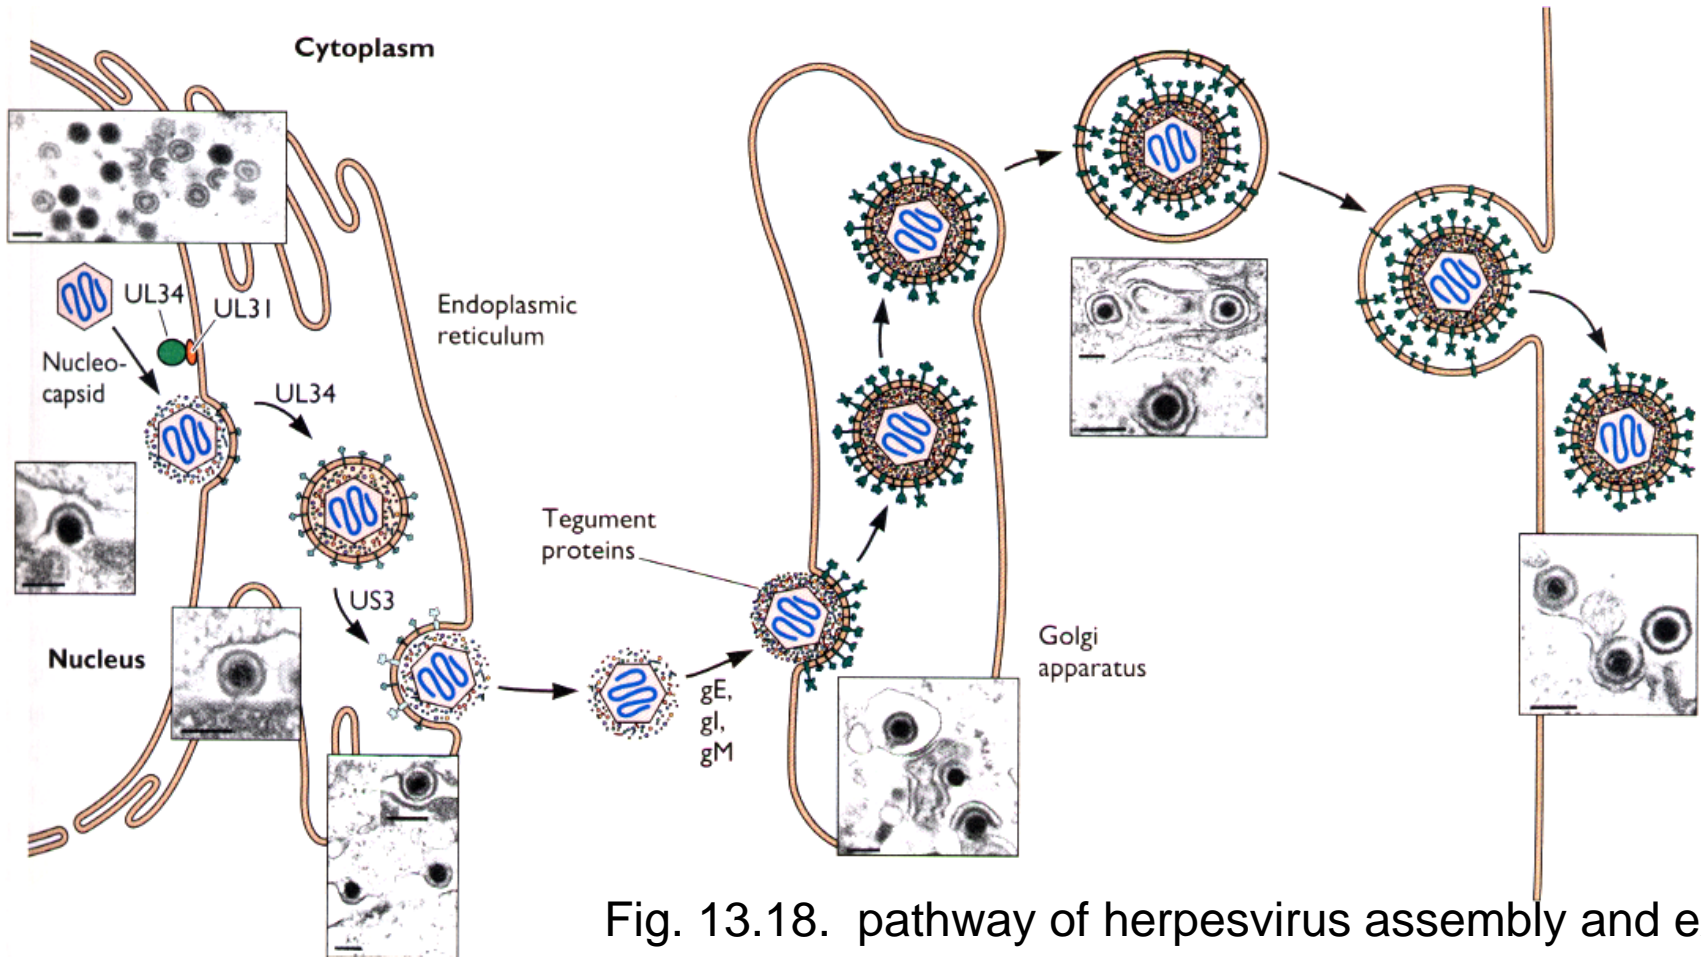 Cytoplasm
UL34
UL31
Nucleo-
capsid
Endoplasmic
reticulum
UL34
US3
Nucleus
Tegument
proteins
gE,
gI,
gM
Golgi
apparatus
Fig. 13.18. pathway of herpesvirus assembly and e